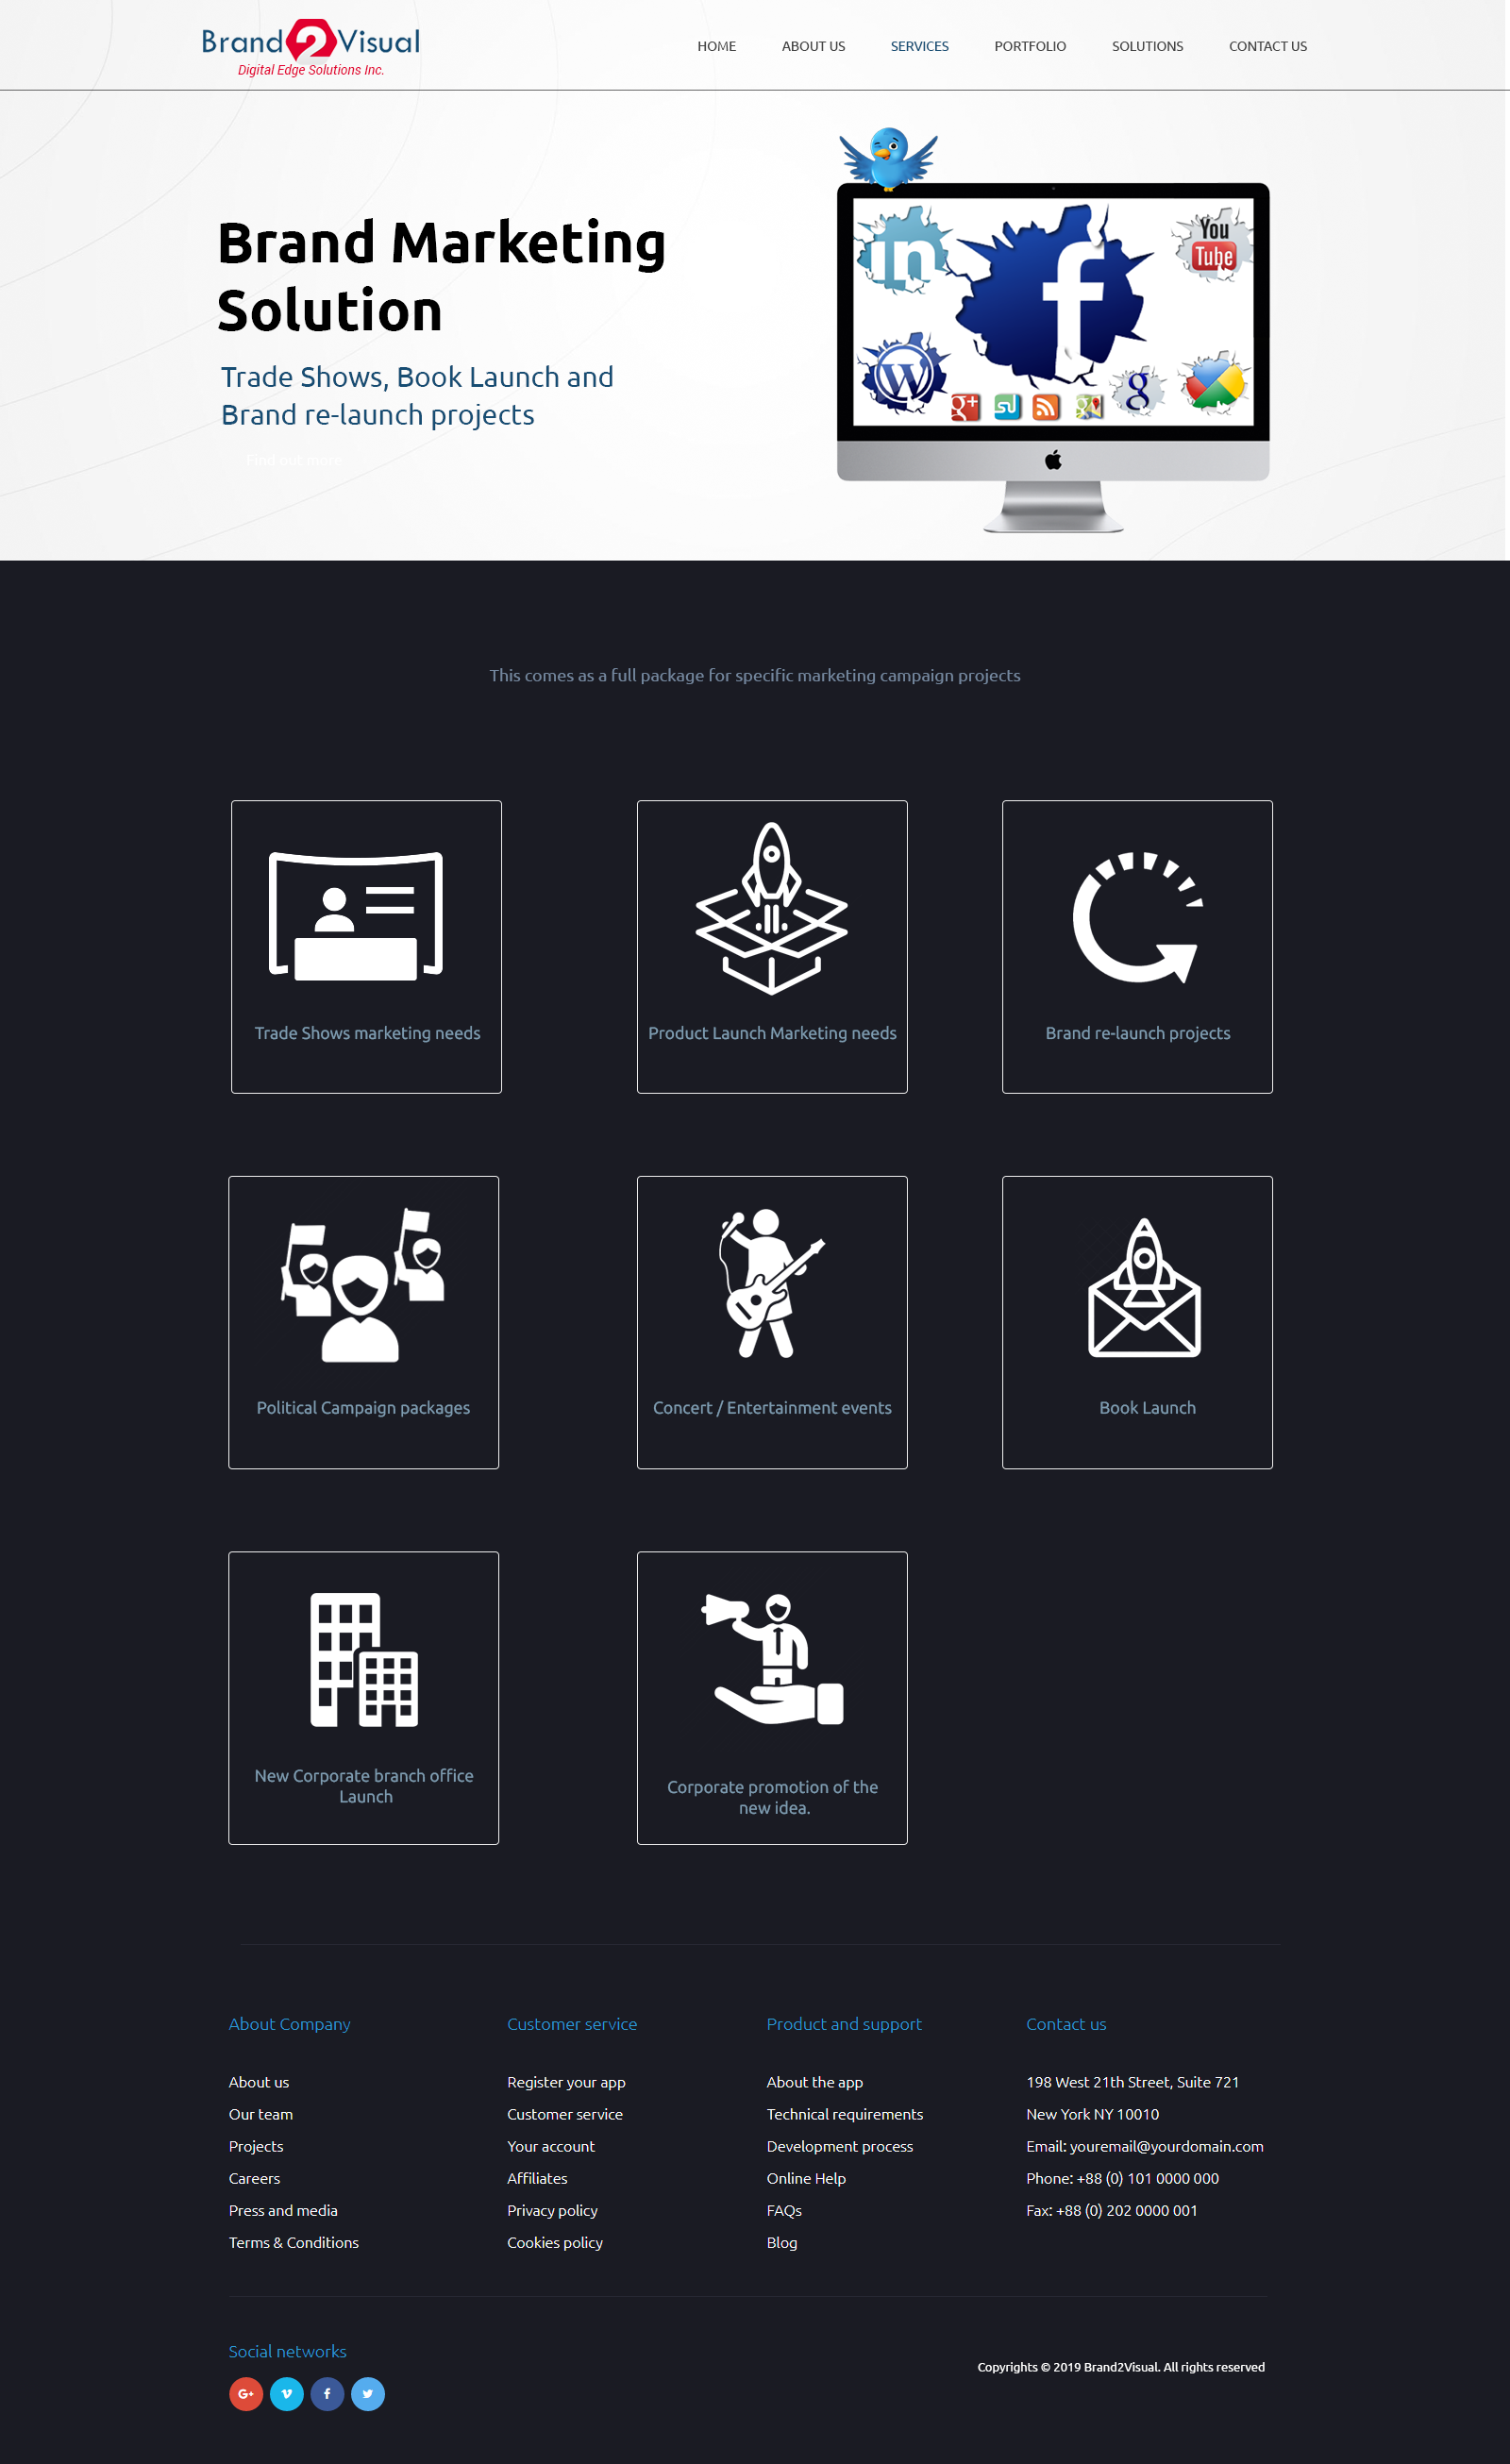 Brand2Visual
Digital Edge Solutions Inc.
HOME ABOUT US SERVICES PORTFOLIO SOLUTIONS CONTACT US
Brand Marketing
Solution
Trade Shows, Book Launch and
Brand re-launch projects
Find out more
in
f
You
Tube
W
g+
g
This comes as a full package for specific marketing campaign projects
Trade Shows marketing needs
Product Launch Marketing needs
Brand re-launch projects
Political Campaign packages
Concert / Entertainment events
Book Launch
New Corporate branch office
Launch
Corporate promotion of the
new idea.
About Company
About us
Our team
Projects
Careers
Press and media
Terms & Conditions
Customer service
Register your app
Customer service
Your account
Affiliates
Privacy policy
Cookies policy
Product and support
About the app
Technical requirements
Development process
Online Help
FAQs
Blog
Contact us
198 West 21th Street, Suite 721
New York NY 10010
Email: youremail@yourdomain.com
Phone: +88 (0) 101 0000 000
Fax: +88 (0) 202 0000 001
Social networks
G+
v
f
Copyrights © 2019 Brand2Visual. All rights reserved